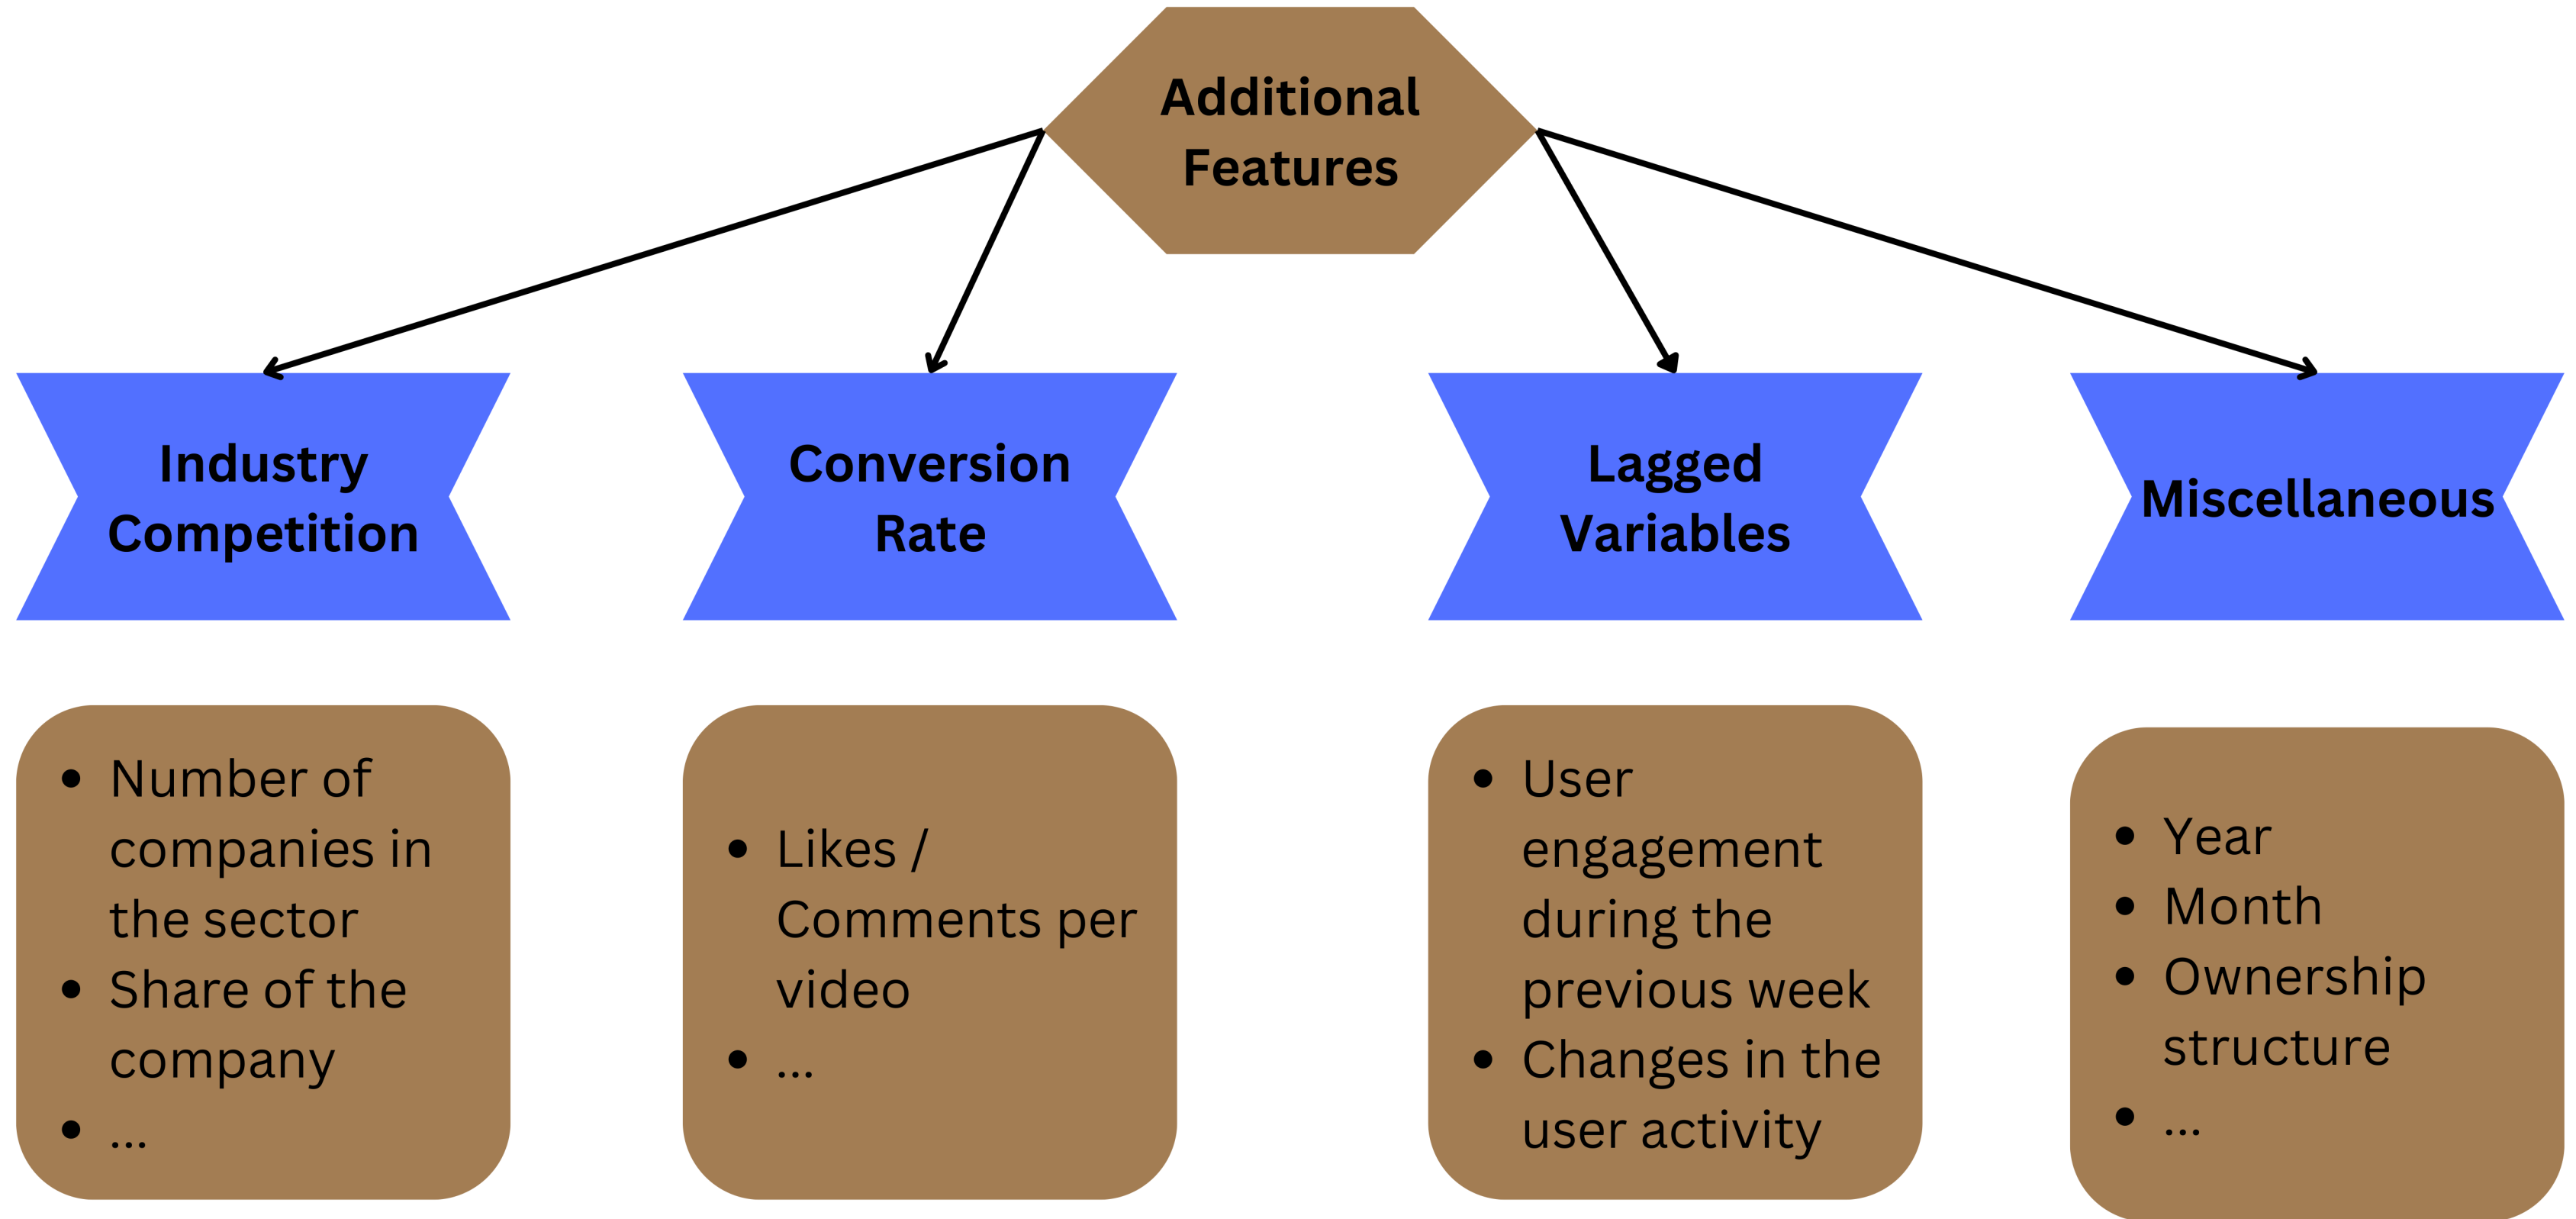 Additional
Features
Industry
Competition
Conversion
Rate
Lagged
Variables
Miscellaneous
• Number of
companies in
the sector
• Share of the
company
• ...
• Likes /
Comments per
video
• ...
• User
engagement
during the
previous week
• Changes in the
user activity
• Year
• Month
• Ownership
structure
• ...